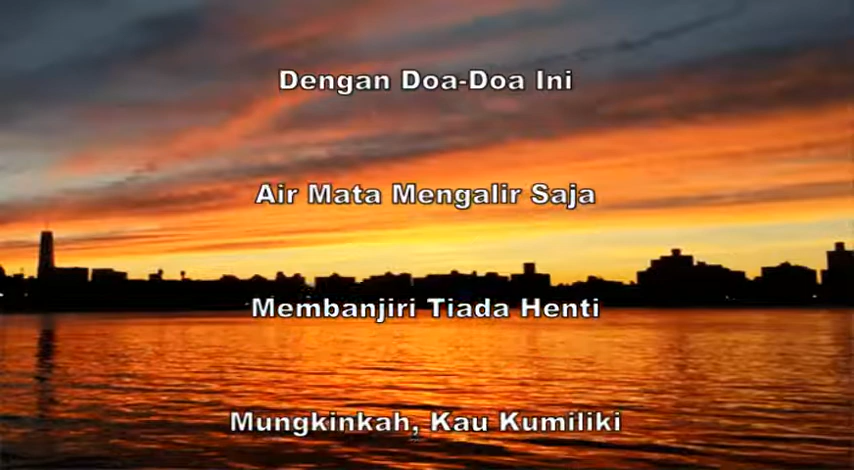 Dengan Doa-Doa Ini
Air Mata Mengalir Saja
Membanjiri Tiada Henti
Mungkinkah, Kau Kumiliki